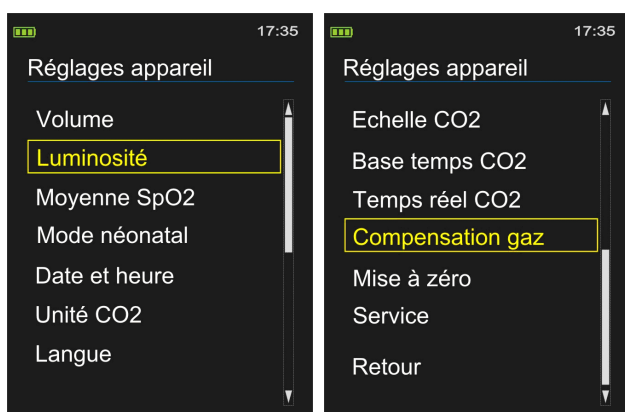 17:35
Réglages appareil
Volume
Luminosité
Moyenne SpO2
Mode néonatal
Date et heure
Unité CO2
Langue
17:35
Réglages appareil
Echelle CO2
Base temps CO2
Temps réel CO2
Compensation gaz
Mise à zéro
Service
Retour